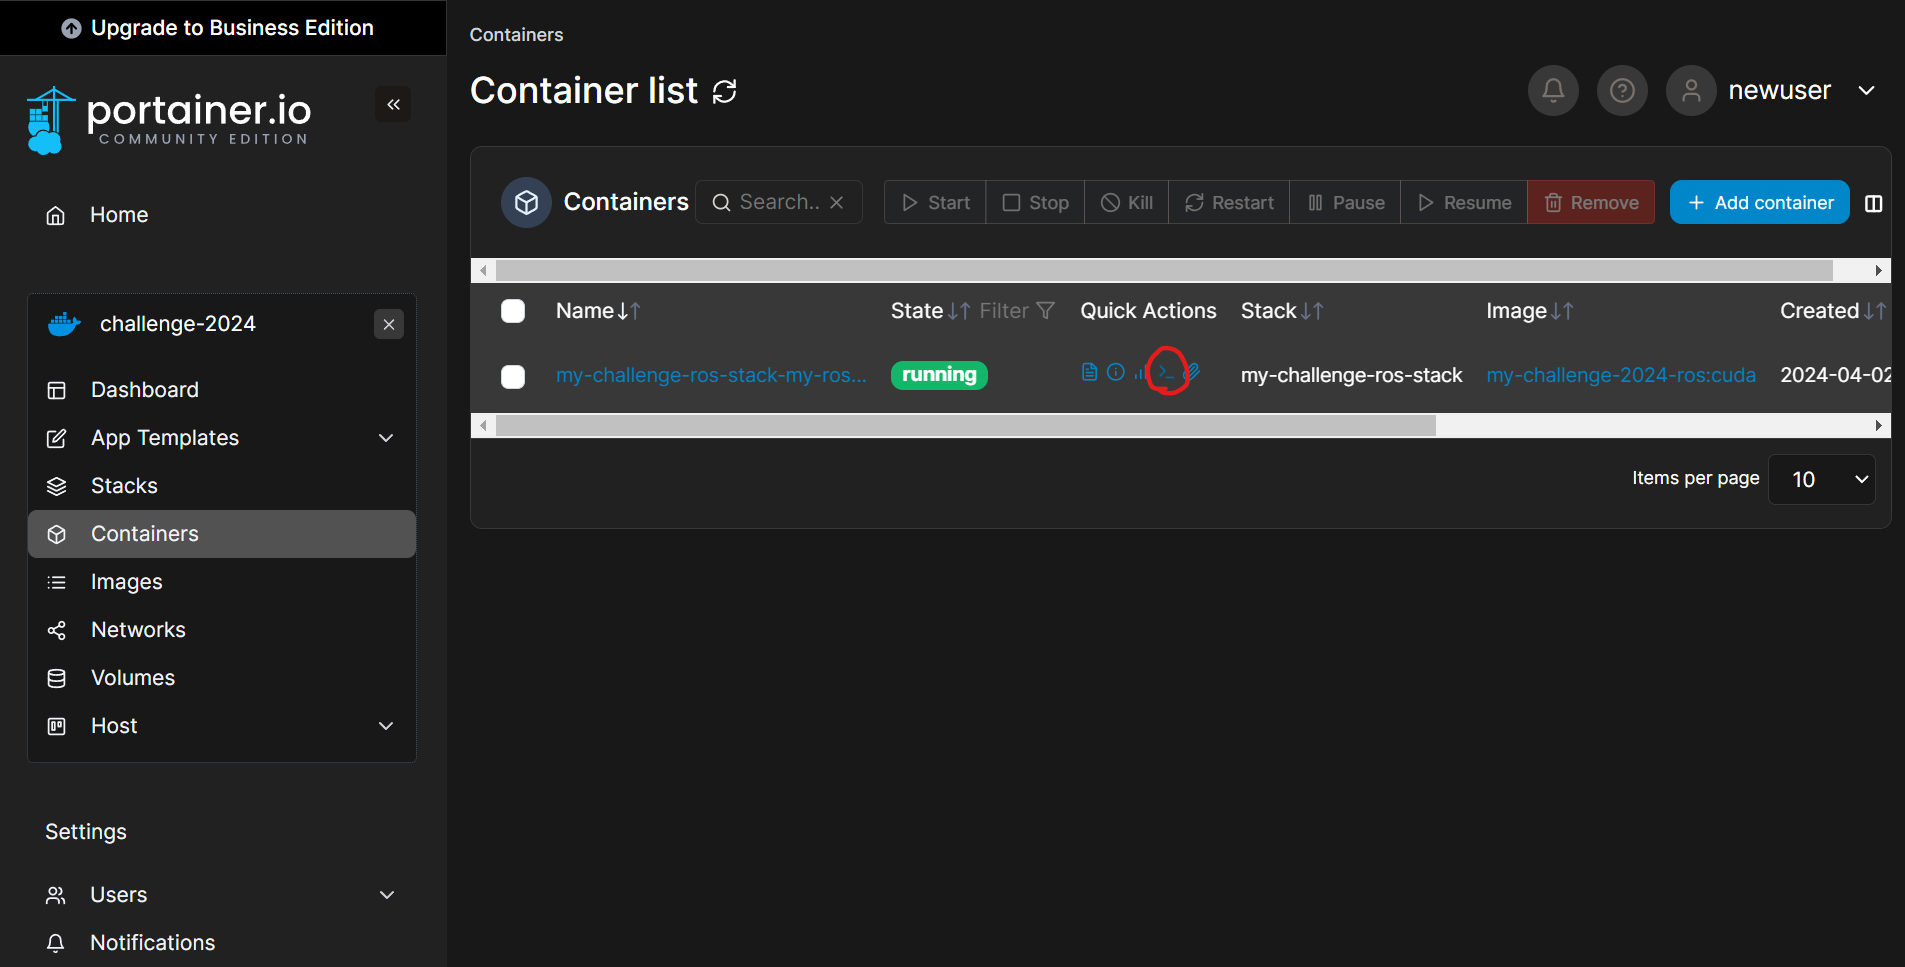 Upgrade to Business Edition
portainer.io
COMMUNITY EDITION
Home
challenge-2024
Dashboard
App Templates
Stacks
Containers
Images
Networks
Volumes
Host
Settings
Users
Notifications
Containers
Container list
newuser
Containers
Search..
Start
Stop
Kill
Restart
Pause
Resume
Remove
Add container
Name State Filter Quick Actions Stack Image Created
my-challenge-ros-stack-my-ros... running my-challenge-ros-stack my-challenge-2024-ros:cuda 2024-04-02
Items per page 10